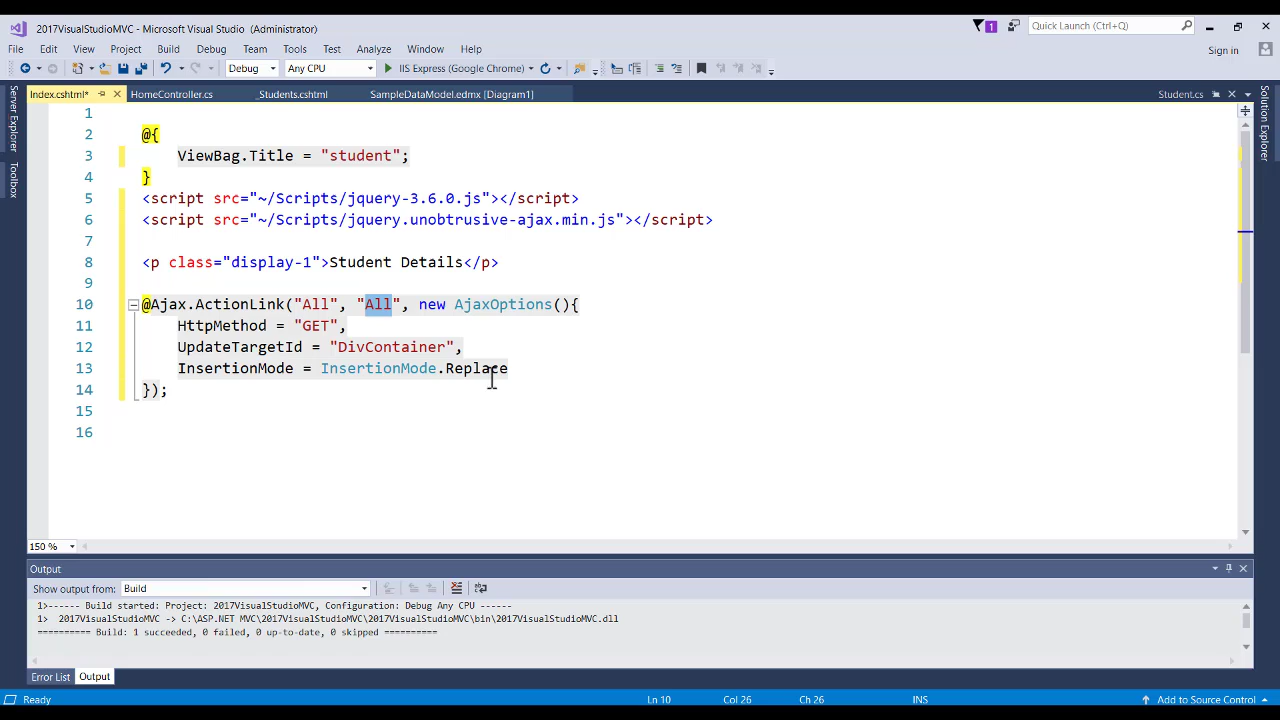 2017VisualStudioMVC - Microsoft Visual Studio (Administrator)
1
Quick Launch (Ctrl+Q)
File Edit View Project Build Debug Team Tools Test Analyze Window Help
Sign in
Debug Any CPU IIS Express (Google Chrome)
Index.cshtml* HomeController.cs _Students.cshtml SampleDataModel.edmx [Diagram1] Student.cs
Server Explorer
Toolbox
Solution Explorer
1
2 @{
3 ViewBag.Title = "student";
4 }
5 <script src="~/Scripts/jquery-3.6.0.js"></script>
6 <script src="~/Scripts/jquery.unobtrusive-ajax.min.js"></script>
7
8 <p class="display-1">Student Details</p>
9
10 @Ajax.ActionLink("All", "All", new AjaxOptions(){
11 HttpMethod = "GET",
12 UpdateTargetId = "DivContainer",
13 InsertionMode = InsertionMode.Replace
14 });
15
16
150 %
Output
Show output from: Build
1>------ Build started: Project: 2017VisualStudioMVC, Configuration: Debug Any CPU ------
1> 2017VisualStudioMVC -> C:\ASP.NET MVC\2017VisualStudioMVC\2017VisualStudioMVC\bin\2017VisualStudioMVC.dll
========== Build: 1 succeeded, 0 failed, 0 up-to-date, 0 skipped ==========
Error List Output
Ready Ln 10 Col 26 Ch 26 INS Add to Source Control